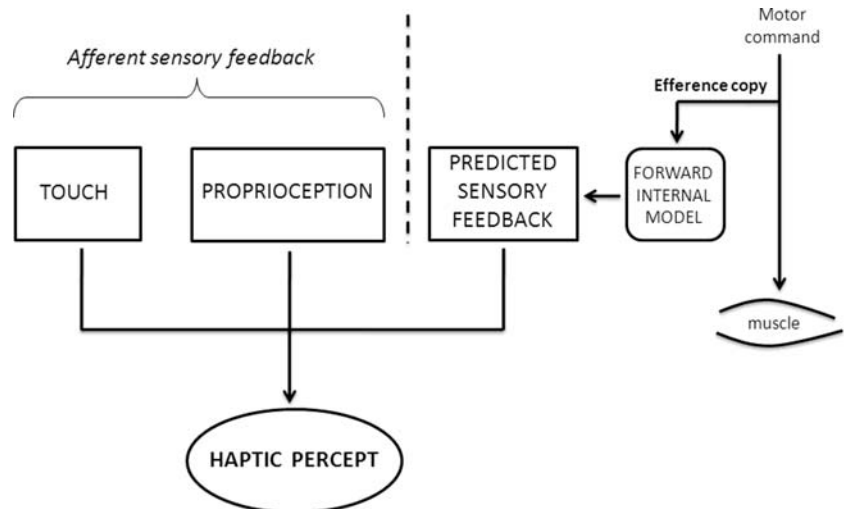 Motor
command
Afferent sensory feedback
Efference copy
TOUCH
PROPRIOCEPTION
PREDICTED
SENSORY
FEEDBACK
FORWARD
INTERNAL
MODEL
muscle
HAPTIC PERCEPT